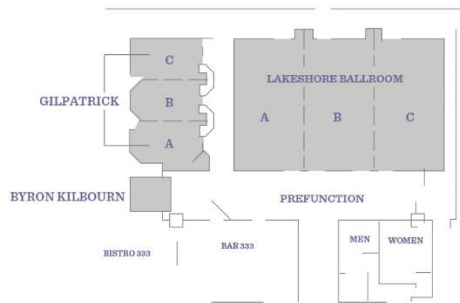 C
LAKESHORE BALLROOM
GILPATRICK
B
A
B
C
A
BYRON KILBOURN
PREFUNCTION
BISTRO 333
BAR 333
MEN
WOMEN